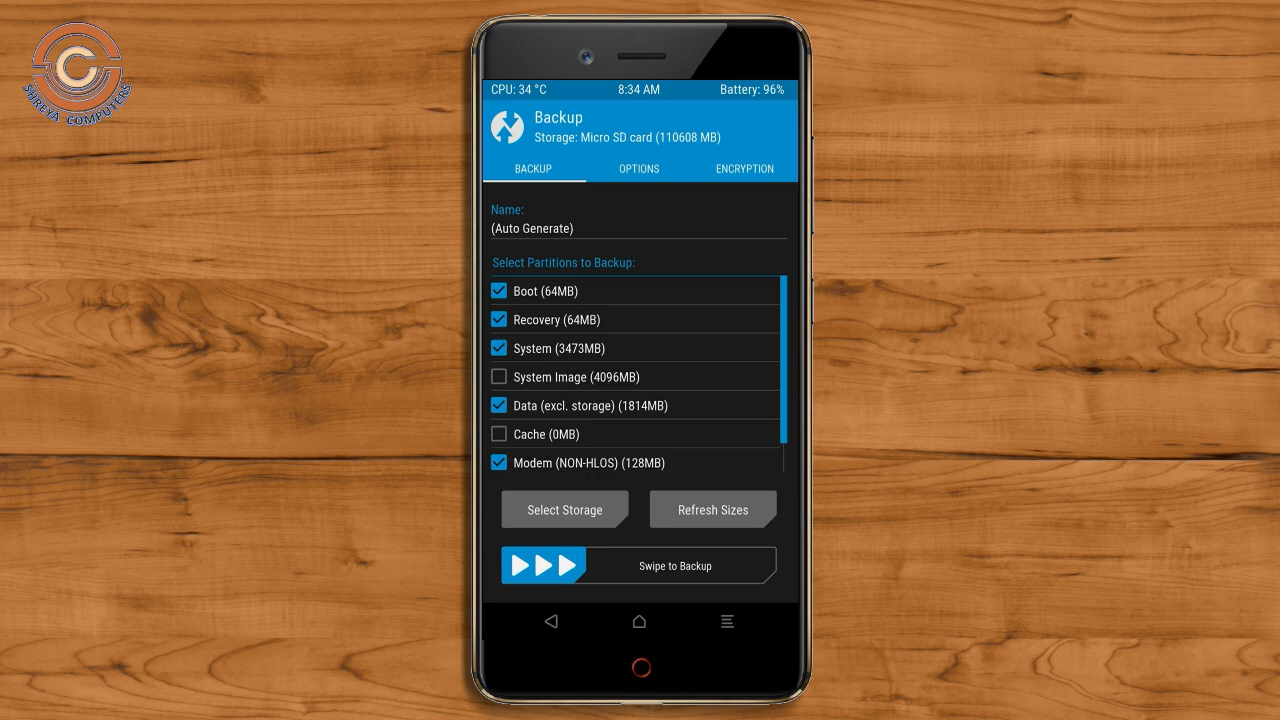 SHREYA COMPUTERS
CPU: 34 °C 8:34 AM Battery: 96%
Backup
Storage: Micro SD card (110608 MB)
BACKUP OPTIONS ENCRYPTION
Name:
(Auto Generate)
Select Partitions to Backup:
Boot (64MB)
Recovery (64MB)
System (3473MB)
System Image (4096MB)
Data (excl. storage) (1814MB)
Cache (0MB)
Modem (NON-HLOS) (128MB)
Select Storage Refresh Sizes
Swipe to Backup